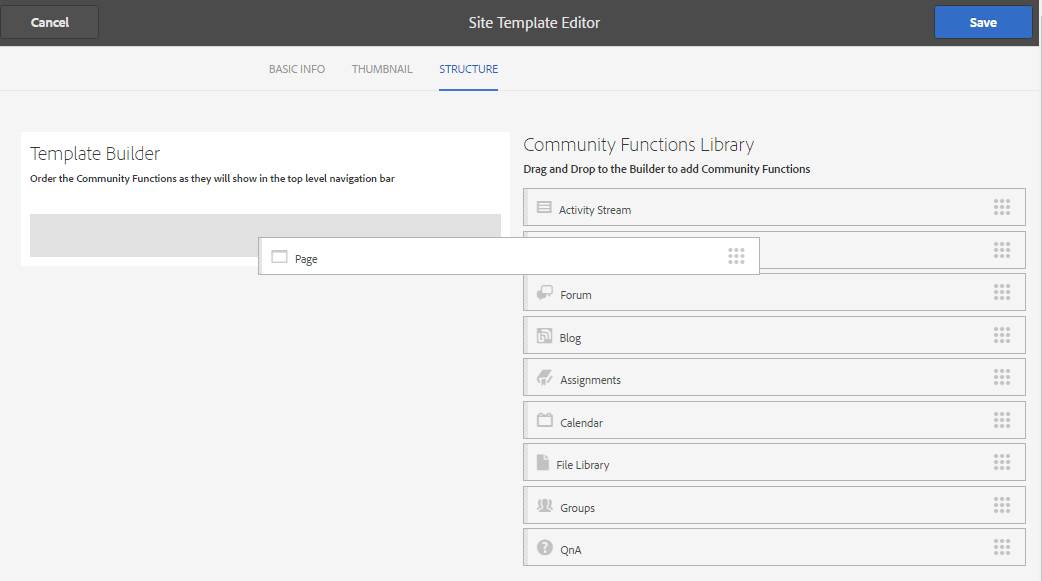 Cancel
Site Template Editor
Save
BASIC INFO
THUMBNAIL
STRUCTURE
Template Builder
Order the Community Functions as they will show in the top level navigation bar
Page
Community Functions Library
Drag and Drop to the Builder to add Community Functions
Activity Stream
Forum
Blog
Assignments
Calendar
File Library
Groups
QnA